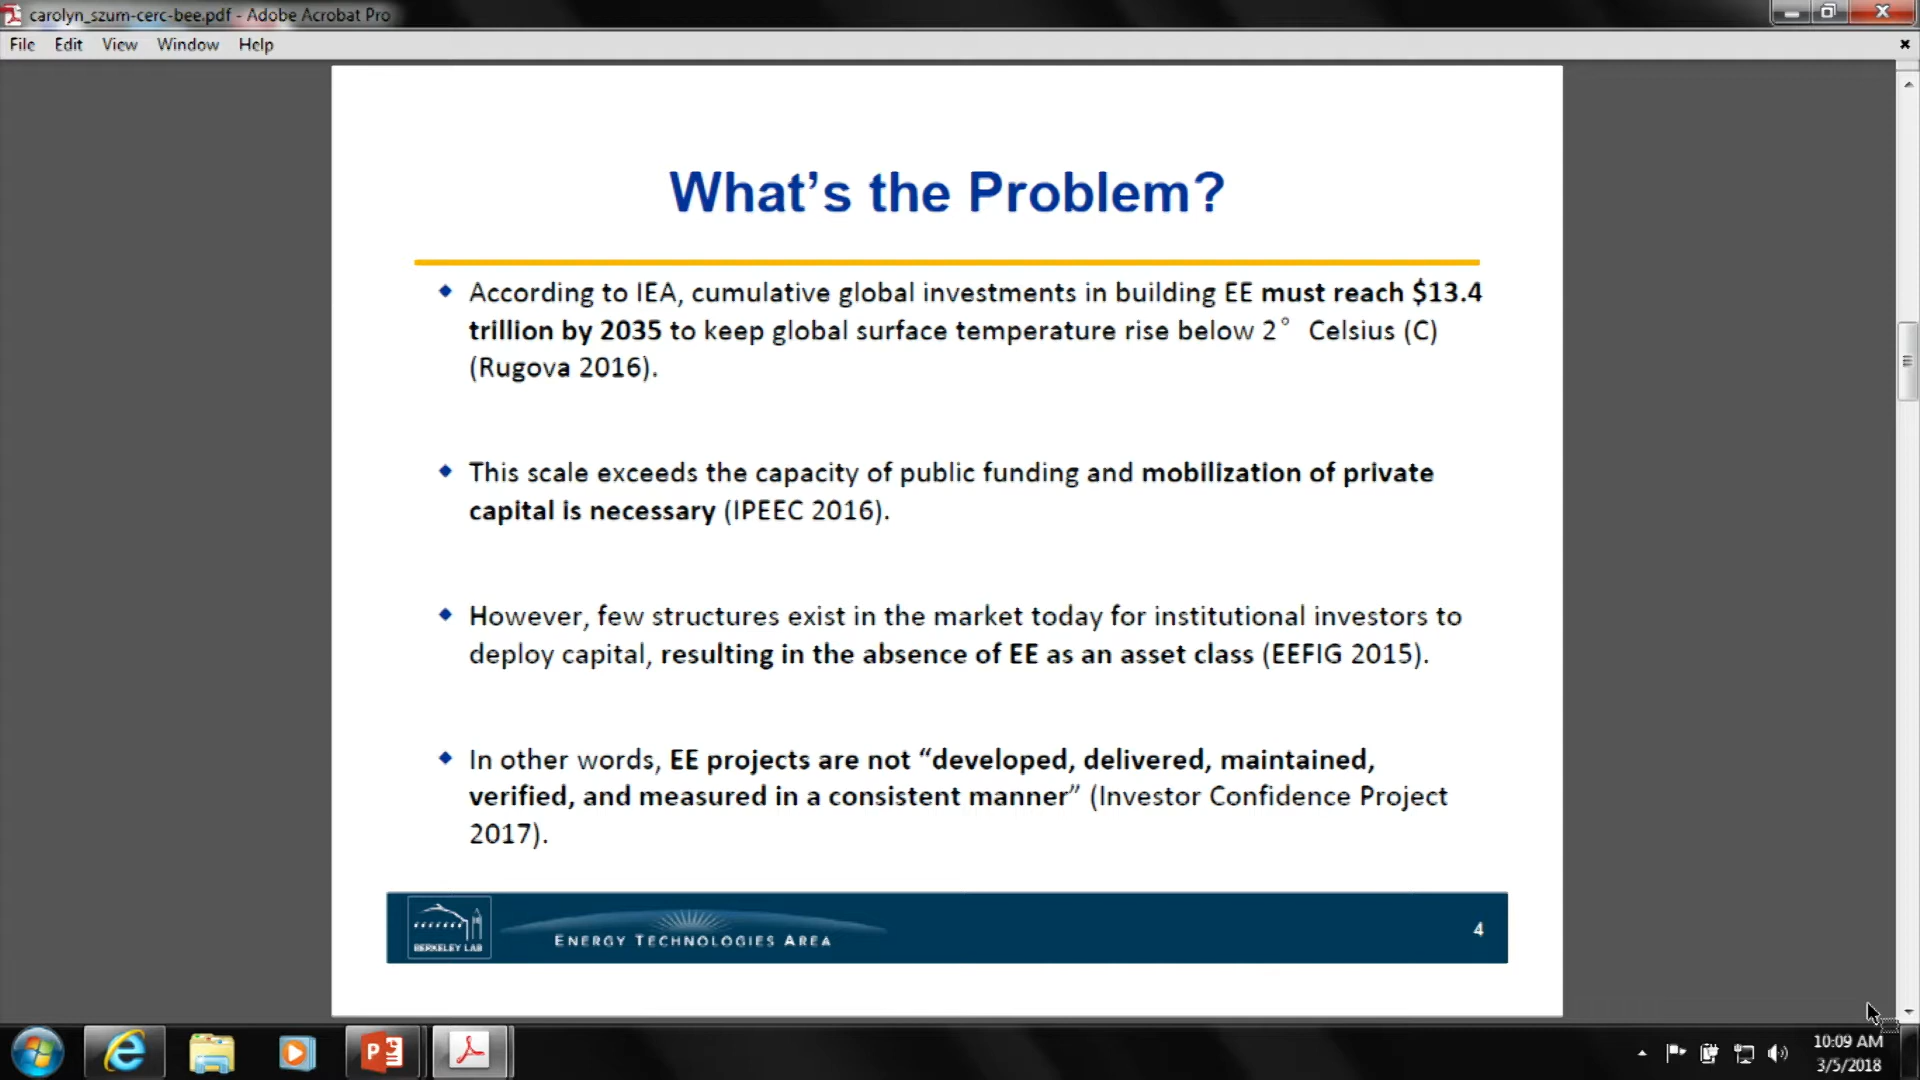 carolyn_szum-cerc-bee.pdf - Adobe Acrobat Pro
File Edit View Window Help
What's the Problem?
According to IEA, cumulative global investments in building EE must reach $13.4
trillion by 2035 to keep global surface temperature rise below 2° Celsius (C)
(Rugova 2016).
This scale exceeds the capacity of public funding and mobilization of private
capital is necessary (IPEEC 2016).
However, few structures exist in the market today for institutional investors to
deploy capital, resulting in the absence of EE as an asset class (EEFIG 2015).
In other words, EE projects are not “developed, delivered, maintained,
verified, and measured in a consistent manner” (Investor Confidence Project
2017).
BERKELEY LAB
ENERGY TECHNOLOGIES AREA
4
10:09 AM
3/5/2018